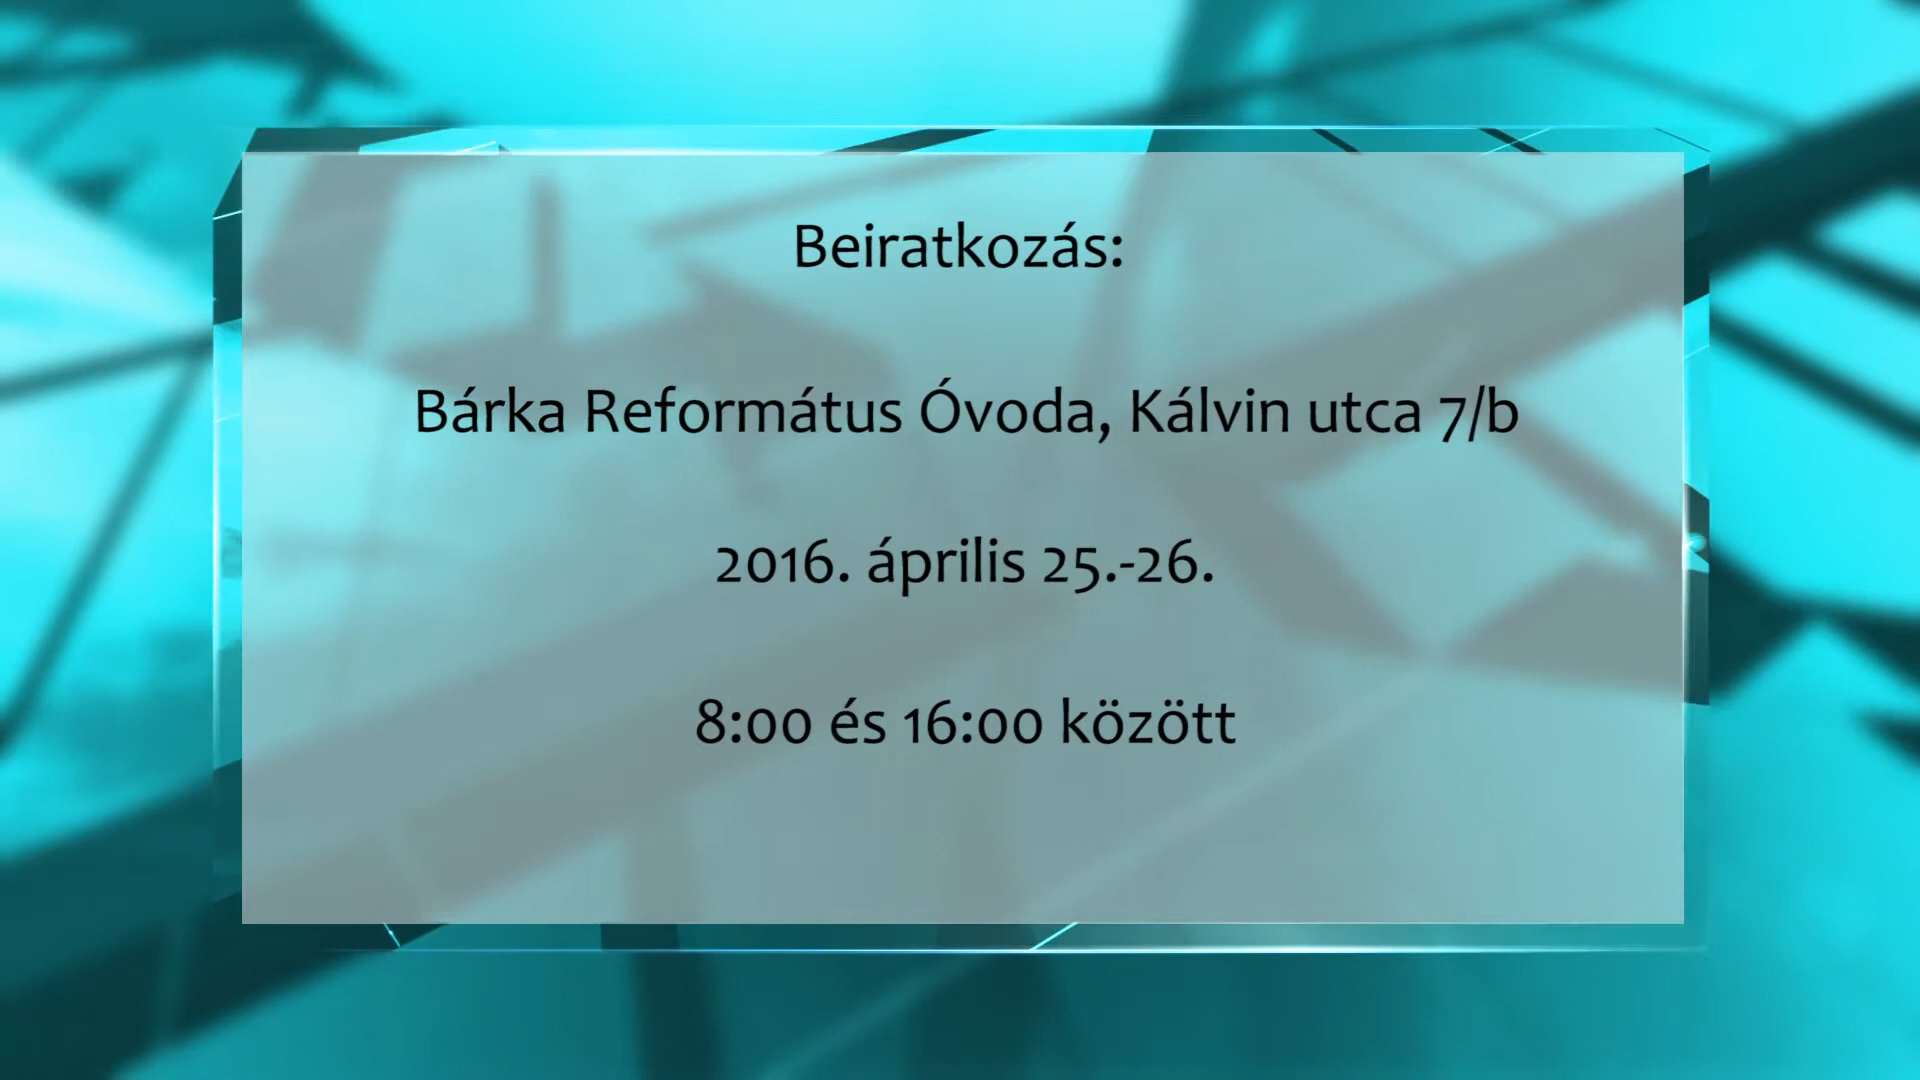 Beiratkozás:
Bárka Református Óvoda, Kálvin utca 7/b
2016. április 25.-26.
8:00 és 16:00 között